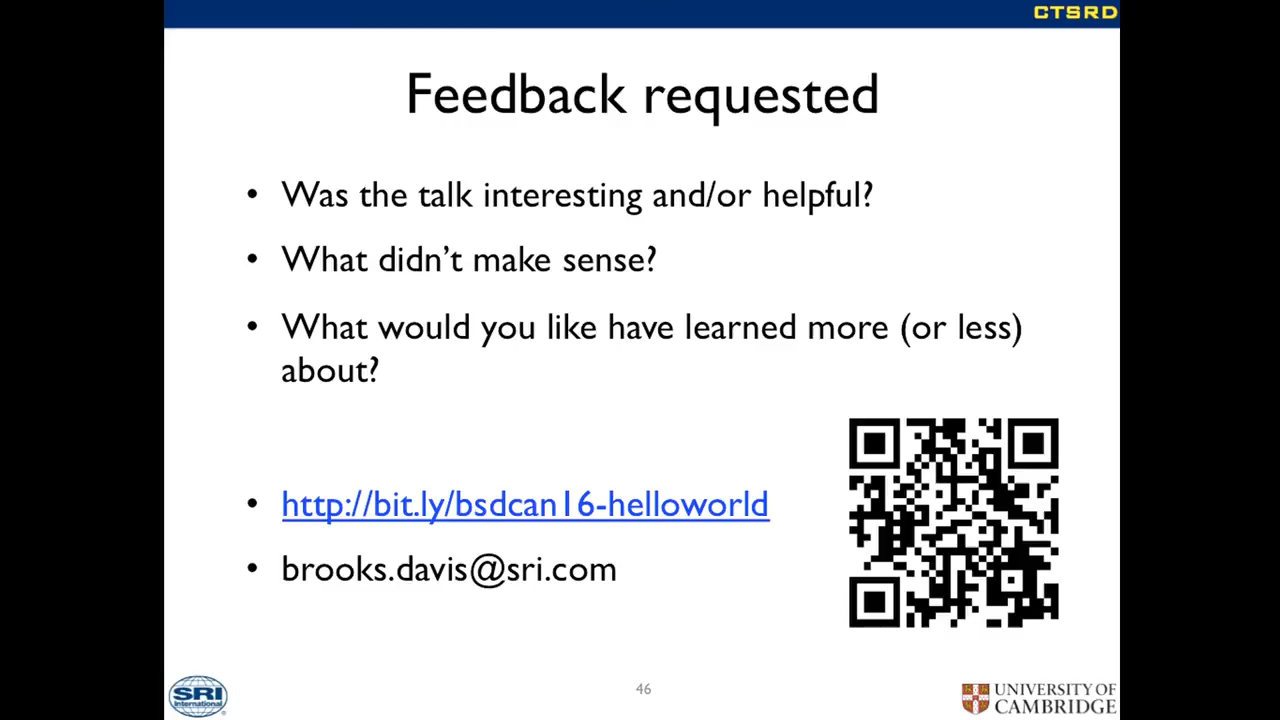 CTSRD
Feedback requested
• Was the talk interesting and/or helpful?
• What didn't make sense?
• What would you like have learned more (or less)
about?
• http://bit.ly/bsdcan16-helloworld
• brooks.davis@sri.com
SRI
International
46
UNIVERSITY OF
CAMBRIDGE